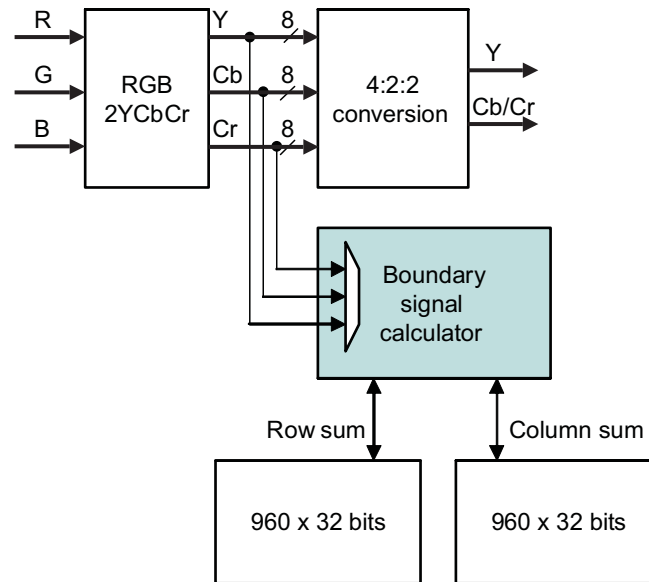 R
Y
8
G
Cb
8
B
Cr
8
RGB
2YCbCr
4:2:2
conversion
Y
Cb/Cr
Boundary
signal
calculator
Row sum
Column sum
960 x 32 bits
960 x 32 bits